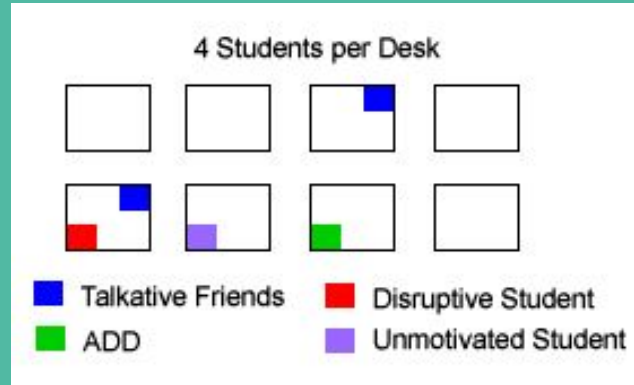 4 Students per Desk
Talkative Friends
Disruptive Student
ADD
Unmotivated Student